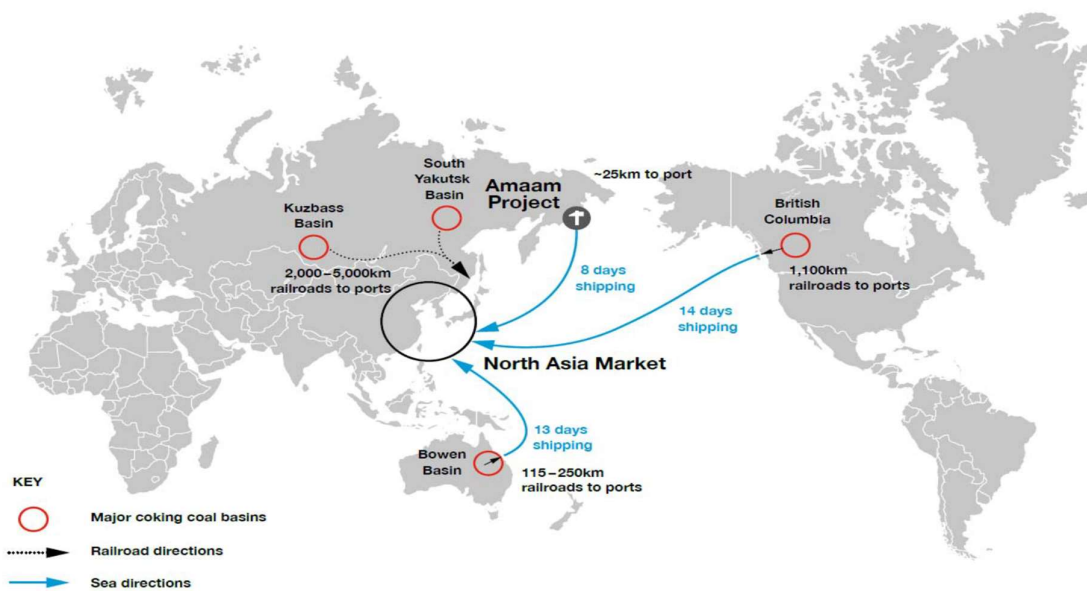 South
Yakutsk
Basin
Amaam
Project
~25km to port
Kuzbass
Basin
British
Columbia
2,000–5,000km
railroads to ports
8 days
shipping
1,100km
railroads to ports
14 days
shipping
North Asia Market
13 days
shipping
Bowen
Basin
115–250km
railroads to ports
KEY
Major coking coal basins
Railroad directions
Sea directions